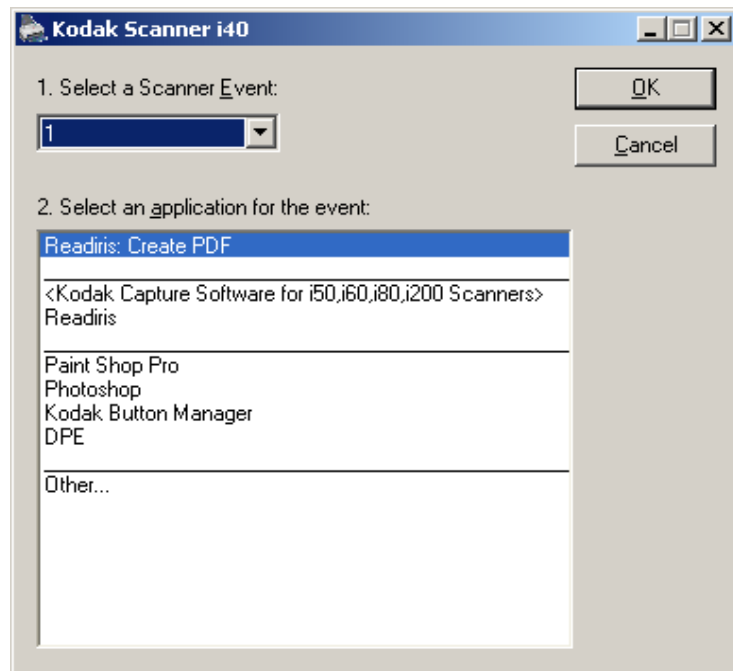 Kodak Scanner i40
1. Select a Scanner Event:
OK
1
Cancel
2. Select an application for the event:
Readiris: Create PDF
<Kodak Capture Software for i50,i60,i80,i200 Scanners>
Readiris
Paint Shop Pro
Photoshop
Kodak Button Manager
DPE
Other...